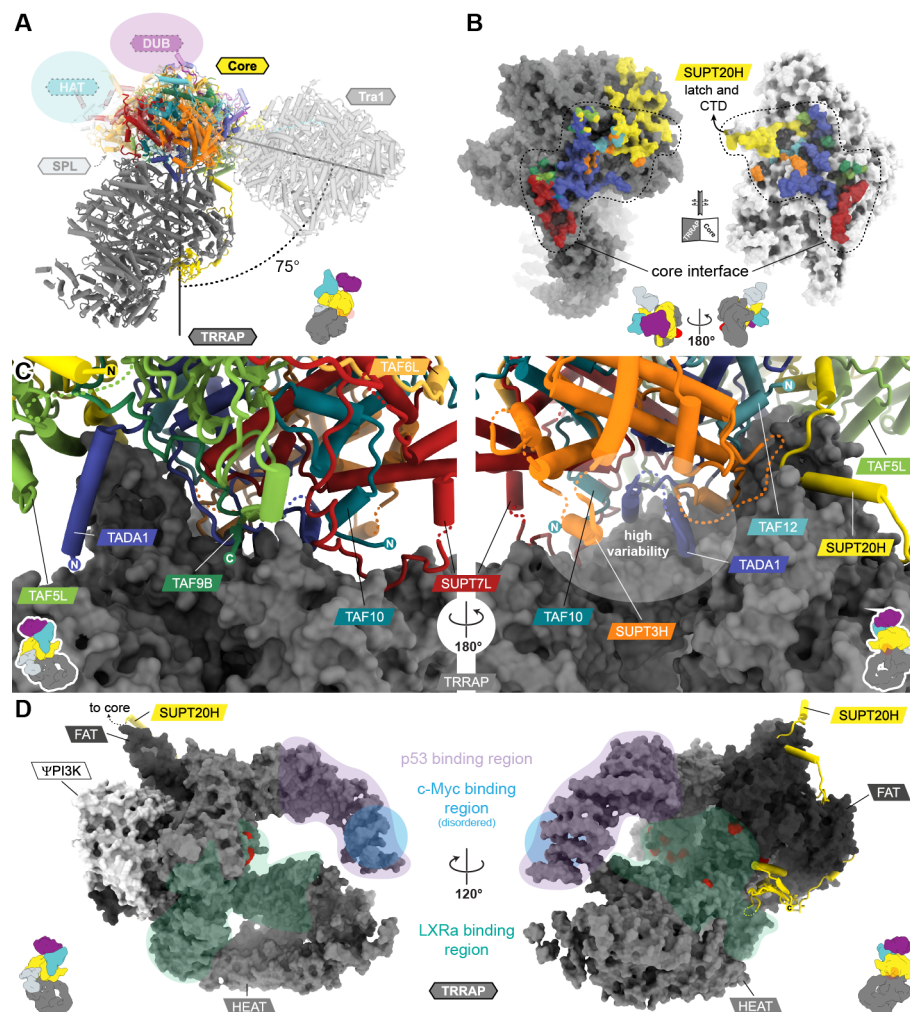 A
DUB
Core
HAT
Tra1
SPL
75°
TRRAP
B
SUPT20H
latch and
CTD
TRRAP
Core
core interface
180°
C
N
TAF6L
TADA1
N
TAF9B
C
TAF5L
N
TAF10
SUPT7L
180°
TRRAP
N
TAF5L
TAF12
SUPT20H
high
variability
N
TADA1
TAF10
SUPT3H
D
to core
SUPT20H
FAT
ΨPI3K
p53 binding region
c-Myc binding
region
(disordered)
120°
LXRa binding
region
HEAT
TRRAP
SUPT20H
FAT
C
HEAT